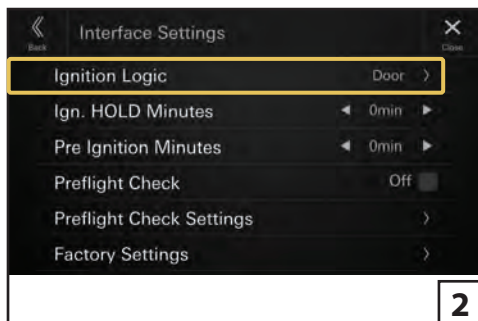 Interface Settings
Back
Close
Ignition Logic Door
Ign. HOLD Minutes 0min
Pre Ignition Minutes 0min
Preflight Check Off
Preflight Check Settings
Factory Settings
2